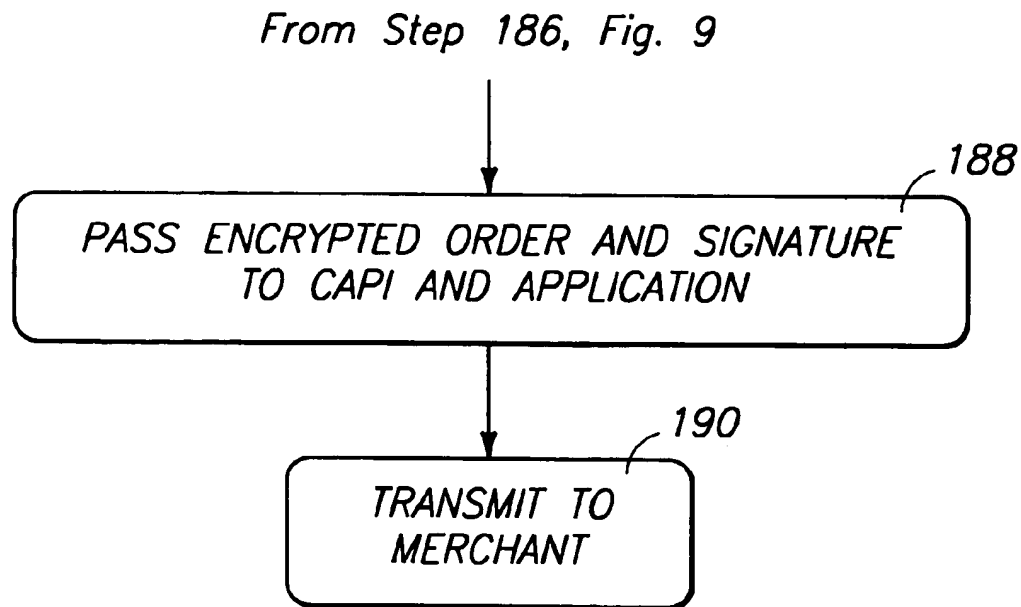 From Step 186, Fig. 9
188
PASS ENCRYPTED ORDER AND SIGNATURE
TO CAPI AND APPLICATION
190
TRANSMIT TO
MERCHANT